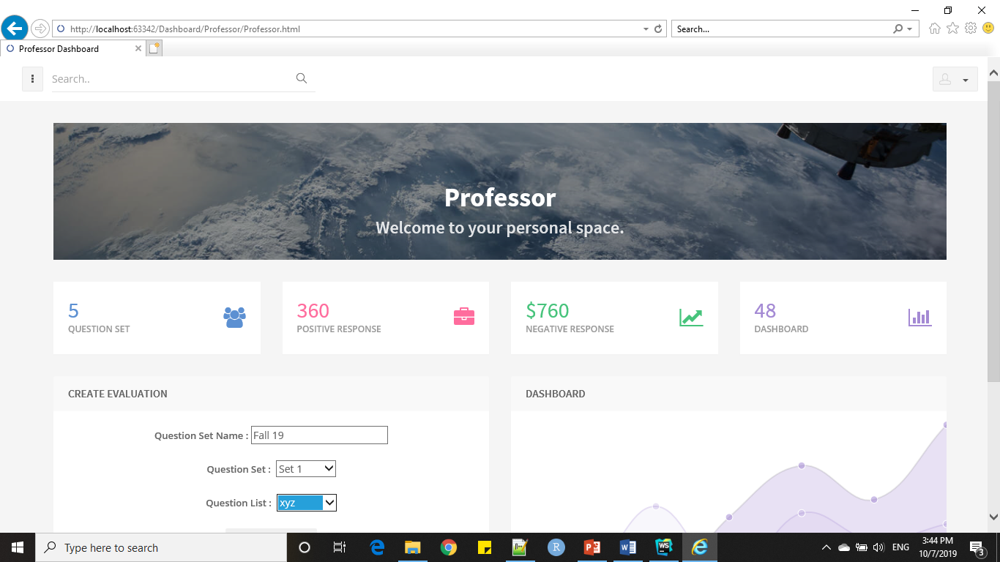 http://localhost:63342/Dashboard/Professor/Professor.html
Search...
Professor Dashboard
Search..
Professor
Welcome to your personal space.
5
QUESTION SET
360
POSITIVE RESPONSE
$760
NEGATIVE RESPONSE
48
DASHBOARD
CREATE EVALUATION
Question Set Name : Fall 19
Question Set : Set 1
Question List : xyz
DASHBOARD
Type here to search
R
P
W
WS
ENG
3:44 PM
10/7/2019
3